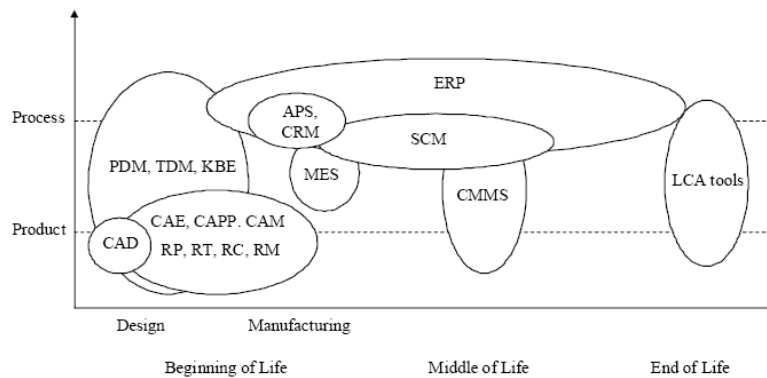 ERP
Process
APS,
CRM
SCM
PDM, TDM, KBE
MES
CMMS
LCA tools
Product
CAD
CAE, CAPP. CAM
RP, RT, RC, RM
Design
Manufacturing
Beginning of Life
Middle of Life
End of Life